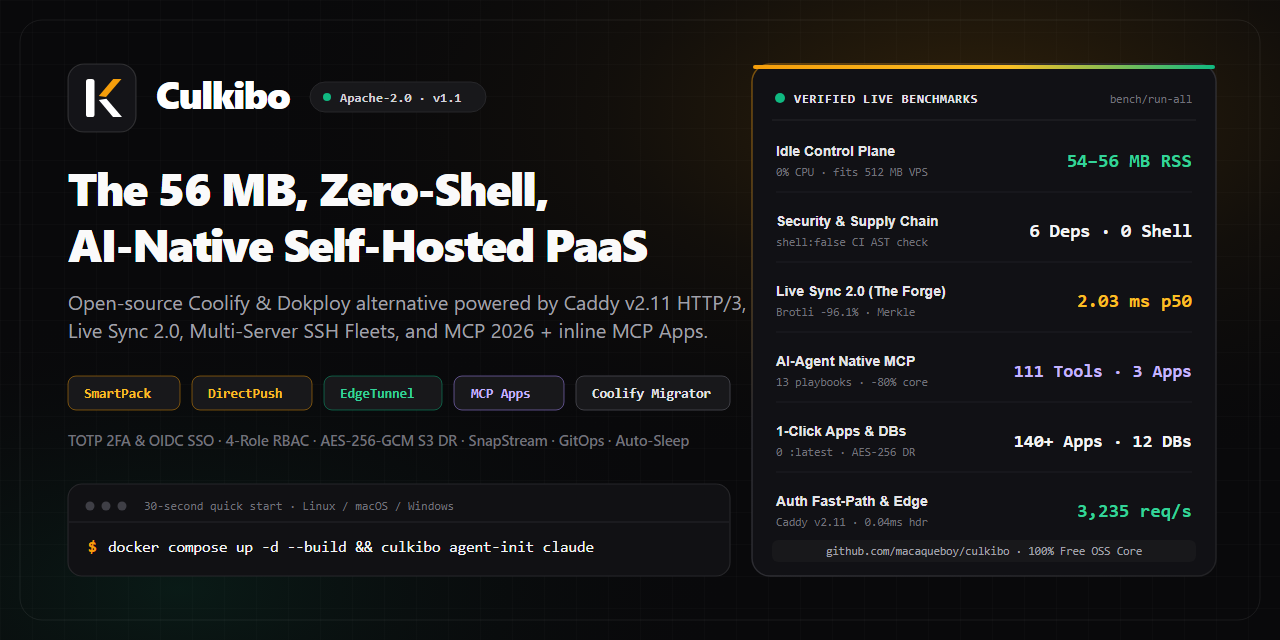 Culkibo
Apache-2.0 · v1.1
The 56 MB, Zero-Shell,
AI-Native Self-Hosted PaaS
Open-source Coolify & Dokploy alternative powered by Caddy v2.11 HTTP/3,
Live Sync 2.0, Multi-Server SSH Fleets, and MCP 2026 + inline MCP Apps.
SmartPack DirectPush EdgeTunnel MCP Apps Coolify Migrator
TOTP 2FA & OIDC SSO · 4-Role RBAC · AES-256-GCM S3 DR · SnapStream · GitOps · Auto-Sleep
30-second quick start · Linux / macOS / Windows
$ docker compose up -d --build && culkibo agent-init claude
VERIFIED LIVE BENCHMARKS bench/run-all
Idle Control Plane
0% CPU · fits 512 MB VPS
54–56 MB RSS
Security & Supply Chain
shell:false CI AST check
6 Deps · 0 Shell
Live Sync 2.0 (The Forge)
Brotli -96.1% · Merkle
2.03 ms p50
AI-Agent Native MCP
13 playbooks · -80% core
111 Tools · 3 Apps
1-Click Apps & DBs
0 :latest · AES-256 DR
140+ Apps · 12 DBs
Auth Fast-Path & Edge
Caddy v2.11 · 0.04ms hdr
3,235 req/s
github.com/macaqueboy/culkibo · 100% Free OSS Core